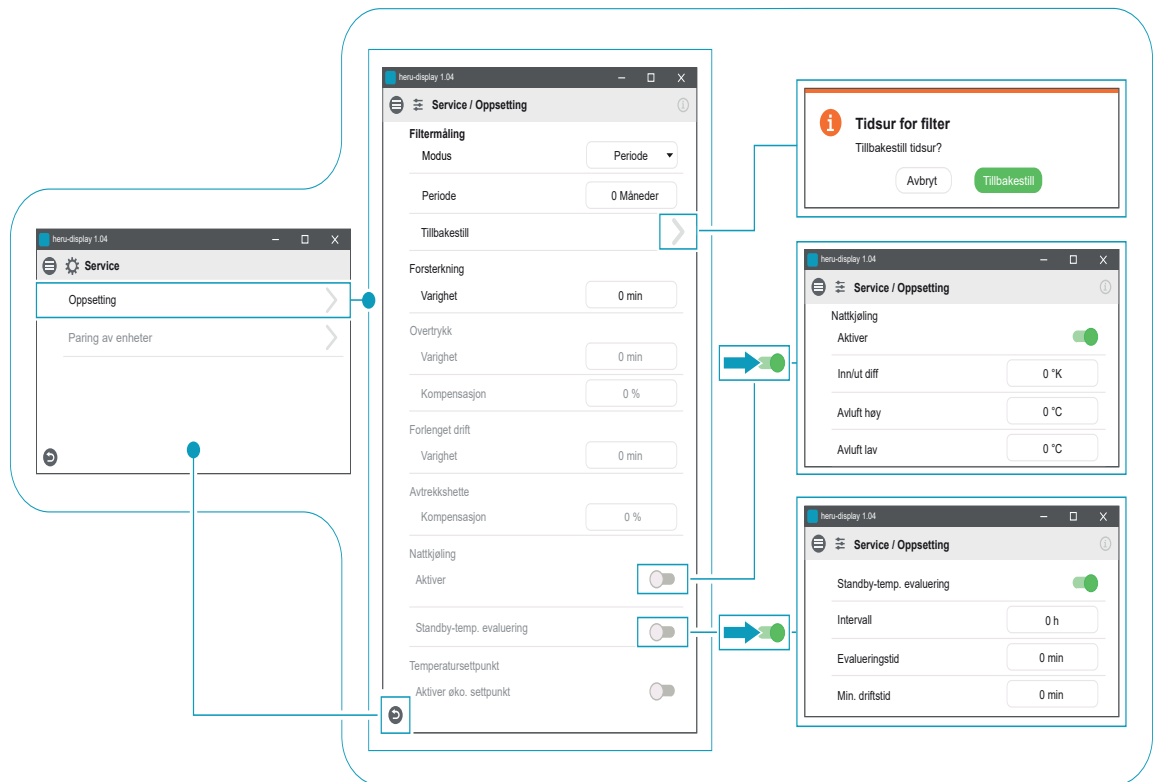 heru-display 1.04
Service
Oppsetting
Paring av enheter
heru-display 1.04
Service / Oppsetting
Filtermåling
Modus Periode
Periode 0 Måneder
Tillbakestill
Forsterkning
Varighet 0 min
Overtrykk
Varighet 0 min
Kompensasjon 0 %
Forlenget drift
Varighet 0 min
Avtrekkshette
Kompensasjon 0 %
Nattkjøling
Aktiver
Standby-temp. evaluering
Temperatursettpunkt
Aktiver øko. settpunkt
Tidsur for filter
Tillbakestill tidsur?
Avbryt Tillbakestill
heru-display 1.04
Service / Oppsetting
Nattkjøling
Aktiver
Inn/ut diff 0 °K
Avluft høy 0 °C
Avluft lav 0 °C
heru-display 1.04
Service / Oppsetting
Standby-temp. evaluering
Intervall 0 h
Evalueringstid 0 min
Min. driftstid 0 min